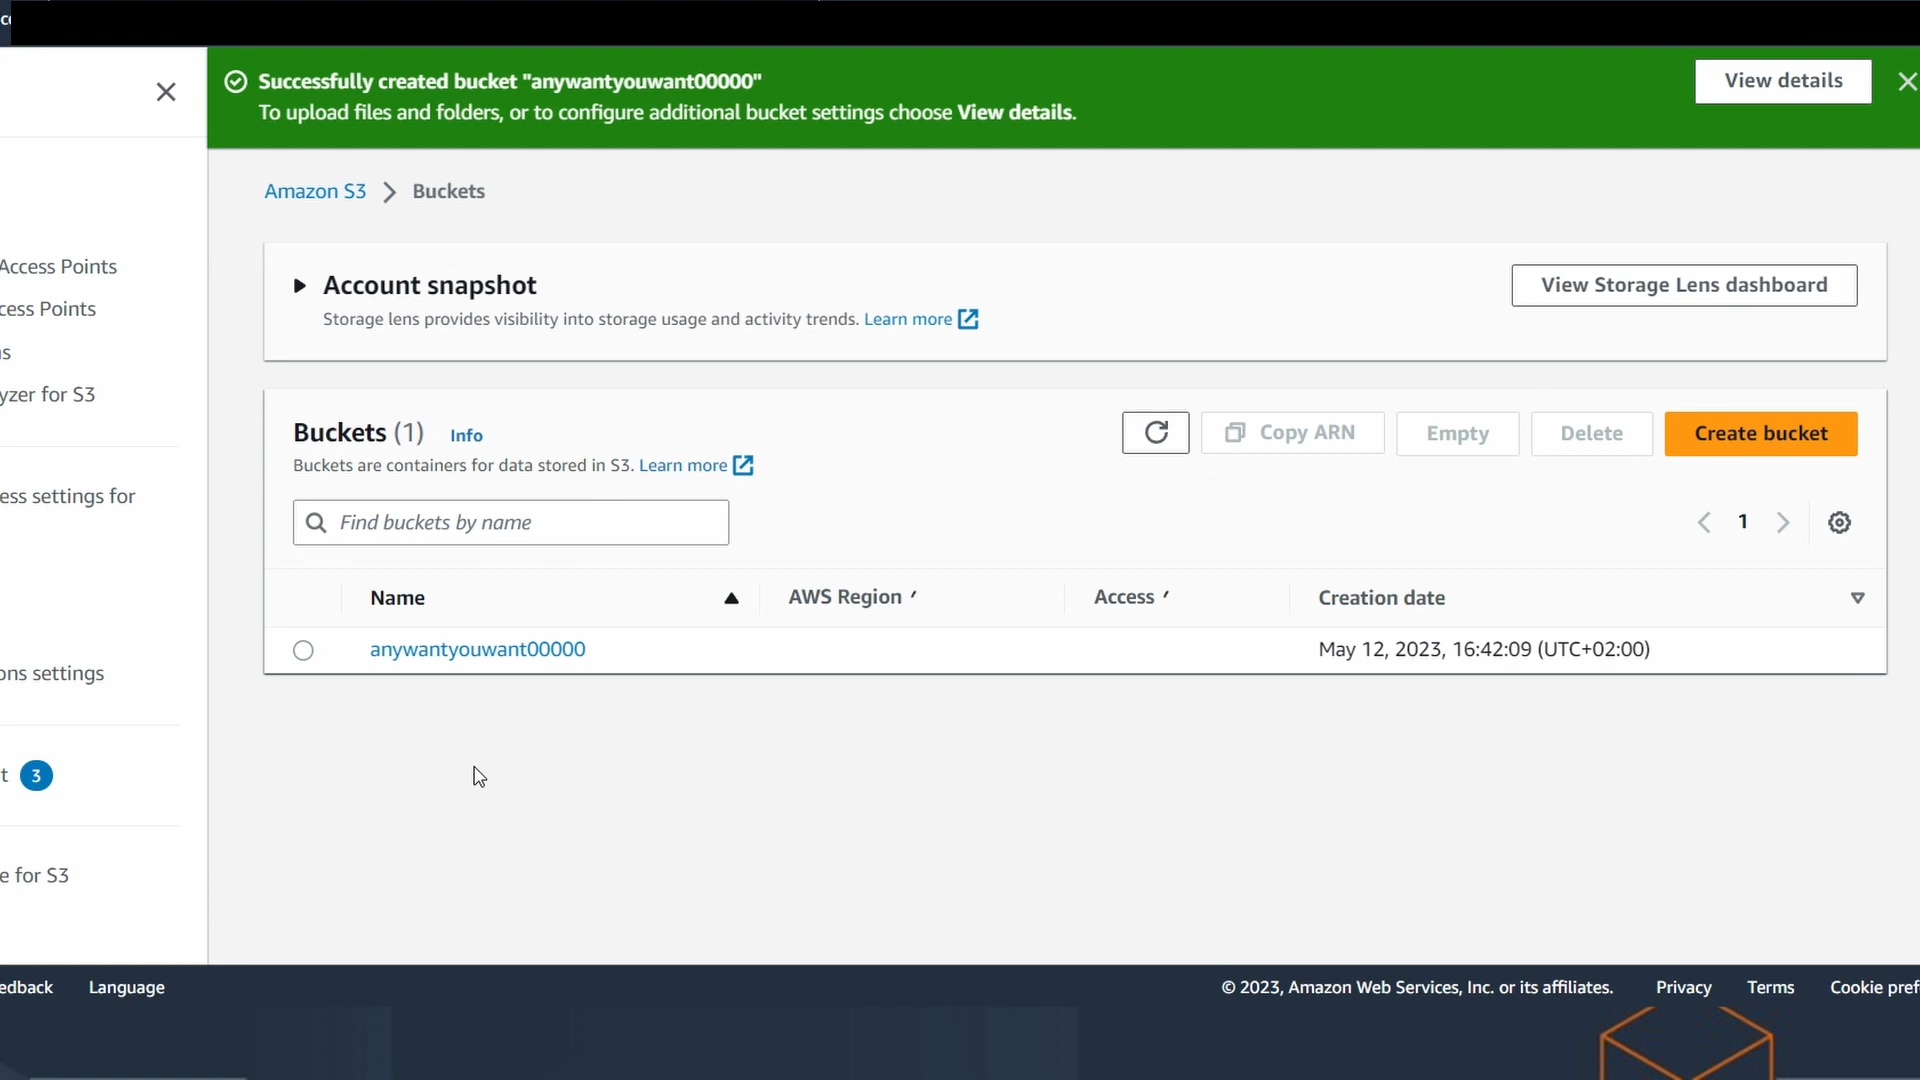 Successfully created bucket "anywantyouwant00000"
To upload files and folders, or to configure additional bucket settings choose View details.
View details
Amazon S3 > Buckets
Access Points
cess Points
ns
yzer for S3
ess settings for
ons settings
t 3
e for S3
Account snapshot
Storage lens provides visibility into storage usage and activity trends. Learn more
View Storage Lens dashboard
Buckets (1) Info
Buckets are containers for data stored in S3. Learn more
Copy ARN
Empty
Delete
Create bucket
Find buckets by name
1
Name AWS Region Access Creation date
anywantyouwant00000 May 12, 2023, 16:42:09 (UTC+02:00)
edback Language © 2023, Amazon Web Services, Inc. or its affiliates. Privacy Terms Cookie pref